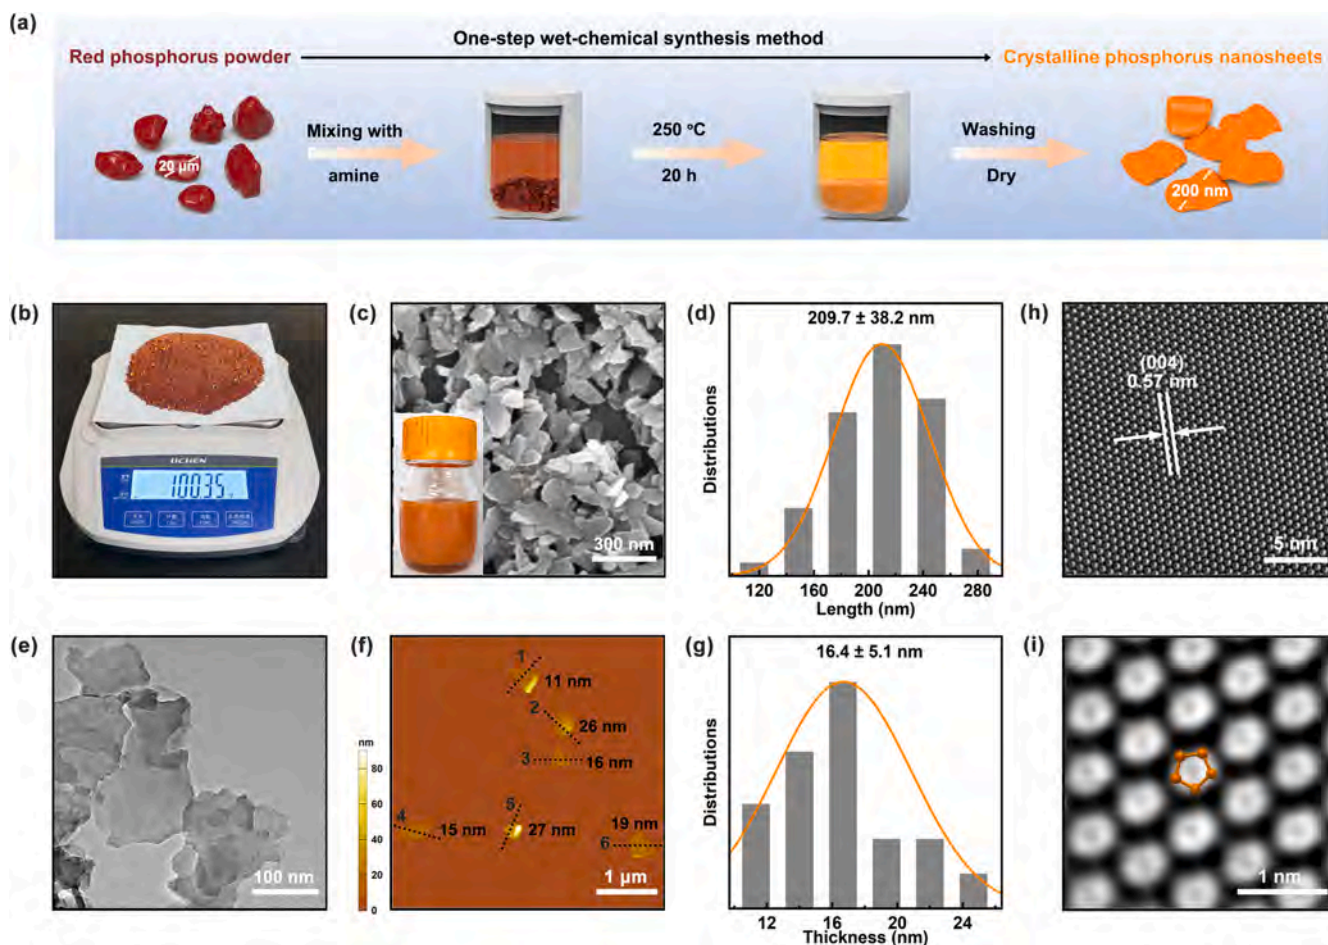 (a)
One-step wet-chemical synthesis method
Red phosphorus powder
Crystalline phosphorus nanosheets
Mixing with
amine
20 μm
250 °C
20 h
Washing
Dry
200 nm
(b)
LICHEN
100.35
(c)
300 nm
(d)
209.7 ± 38.2 nm
Distributions
120 160 200 240 280
Length (nm)
(h)
(004)
0.57 nm
5 nm
(e)
100 nm
(f)
nm
80
60
40
20
0
1
11 nm
2
26 nm
3
16 nm
4
15 nm
5
27 nm
19 nm
6
1 μm
(g)
16.4 ± 5.1 nm
Distributions
12 16 20 24
Thickness (nm)
(i)
1 nm